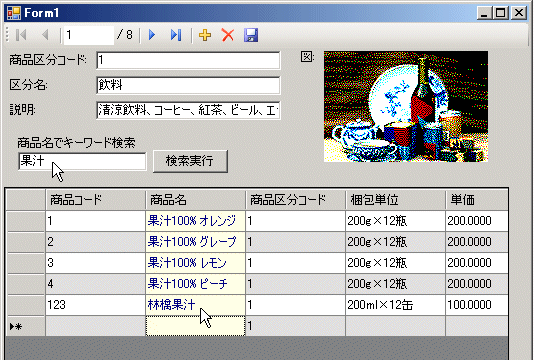 Form1
1 / 8
商品区分コード: 1
図:
区分名: 飲料
説明: 清涼飲料、コーヒー、紅茶、ビール、エ
商品名でキーワード検索
果汁 検索実行
商品コード 商品名 商品区分コード 梱包単位 単価
1 果汁100% オレンジ 1 200g×12瓶 200.0000
2 果汁100% グレープ 1 200g×12瓶 200.0000
3 果汁100% レモン 1 200g×12瓶 200.0000
4 果汁100% ピーチ 1 200g×12瓶 200.0000
123 林檎果汁 1 200ml×12缶 100.0000
1